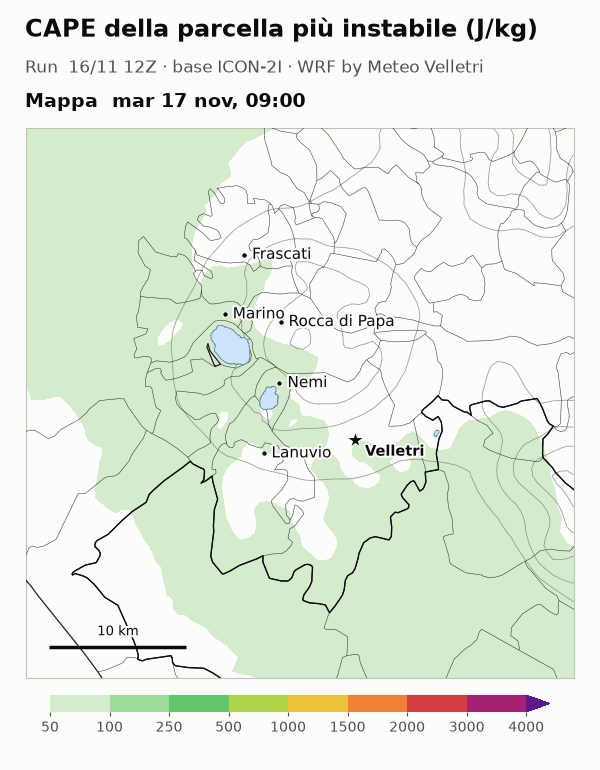 CAPE della parcella più instabile (J/kg)
Run  16/11 12Z · base ICON-2I · WRF by Meteo Velletri
Mappa  mar 17 nov, 09:00
Frascati
Marino
Rocca di Papa
Nemi
Velletri
Lanuvio
10 km
50 100 250 500 1000 1500 2000 3000 4000